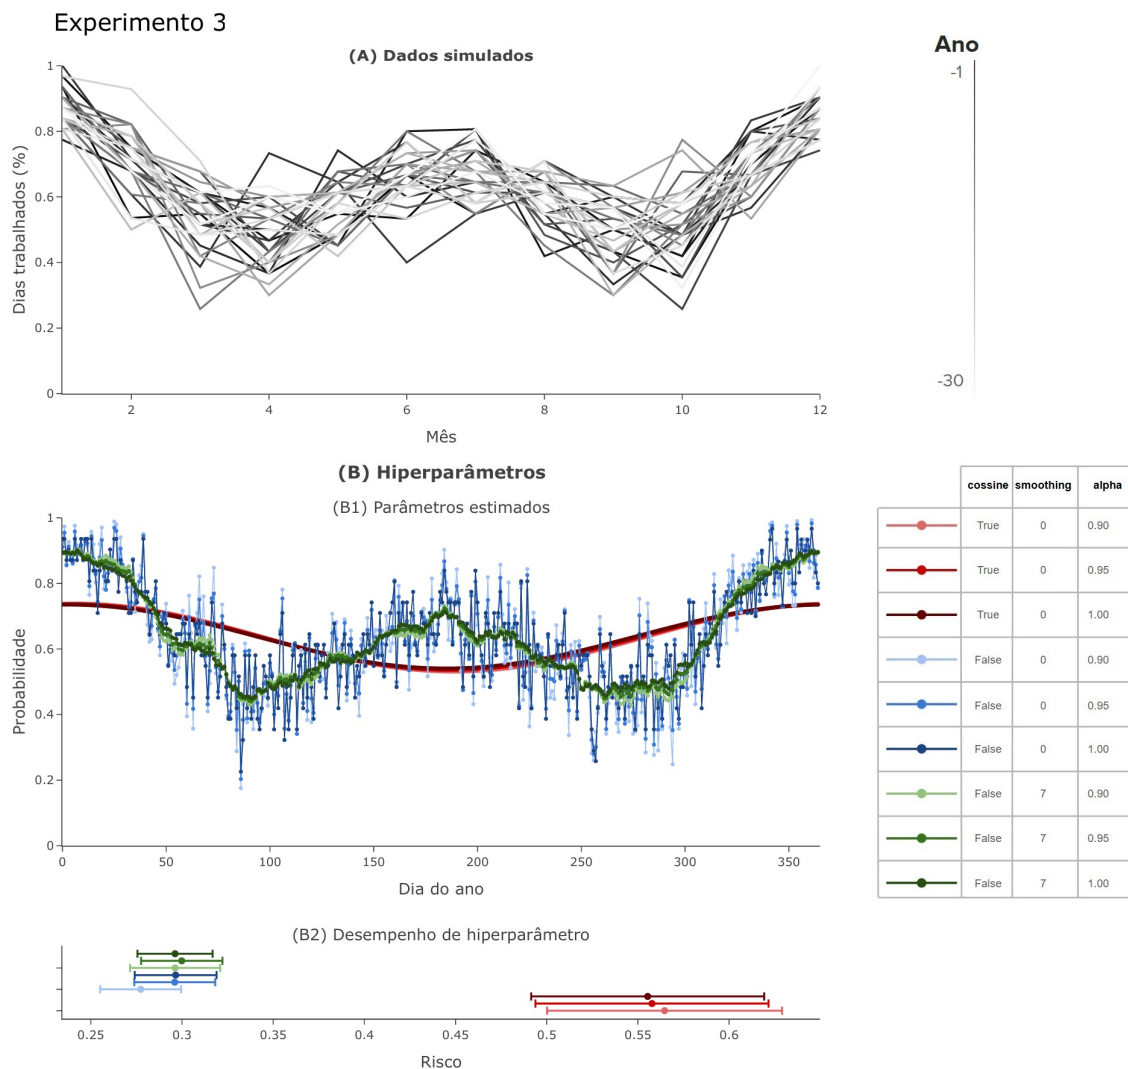 Experimento 3
(A) Dados simulados
Ano
-1
-30
Dias trabalhados (%)
1
0.8
0.6
0.4
0.2
0
2 4 6 8 10 12
Mês
(B) Hiperparâmetros
(B1) Parâmetros estimados
Probabilidade
1
0.8
0.6
0.4
0.2
0
0 50 100 150 200 250 300 350
Dia do ano
cossine smoothing alpha
True 0 0.90
True 0 0.95
True 0 1.00
False 0 0.90
False 0 0.95
False 0 1.00
False 7 0.90
False 7 0.95
False 7 1.00
(B2) Desempenho de hiperparâmetro
0.25 0.3 0.35 0.4 0.45 0.5 0.55 0.6
Risco